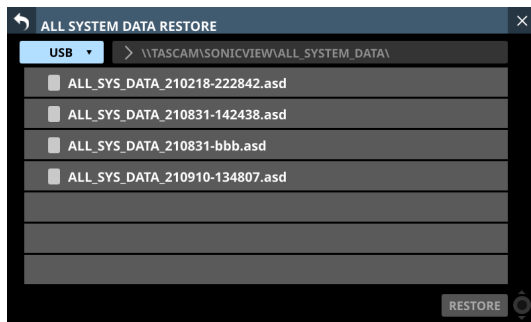 ALL SYSTEM DATA RESTORE
USB
\\TASCAM\SONICVIEW\ALL_SYSTEM_DATA\
ALL_SYS_DATA_210218-222842.asd
ALL_SYS_DATA_210831-142438.asd
ALL_SYS_DATA_210831-bbb.asd
ALL_SYS_DATA_210910-134807.asd
RESTORE